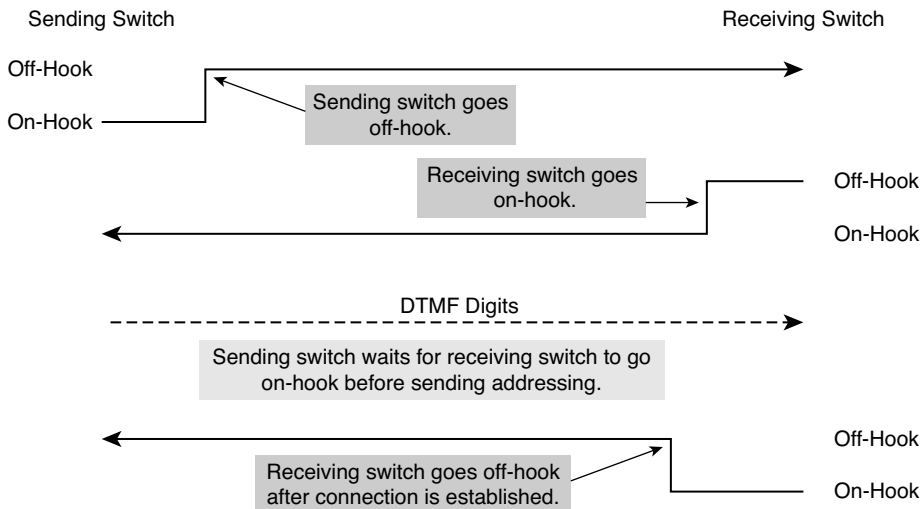 Sending Switch
Receiving Switch
Off-Hook
On-Hook
Sending switch goes
off-hook.
Receiving switch goes
on-hook.
Off-Hook
On-Hook
DTMF Digits
Sending switch waits for receiving switch to go
on-hook before sending addressing.
Off-Hook
Receiving switch goes off-hook
after connection is established.
On-Hook